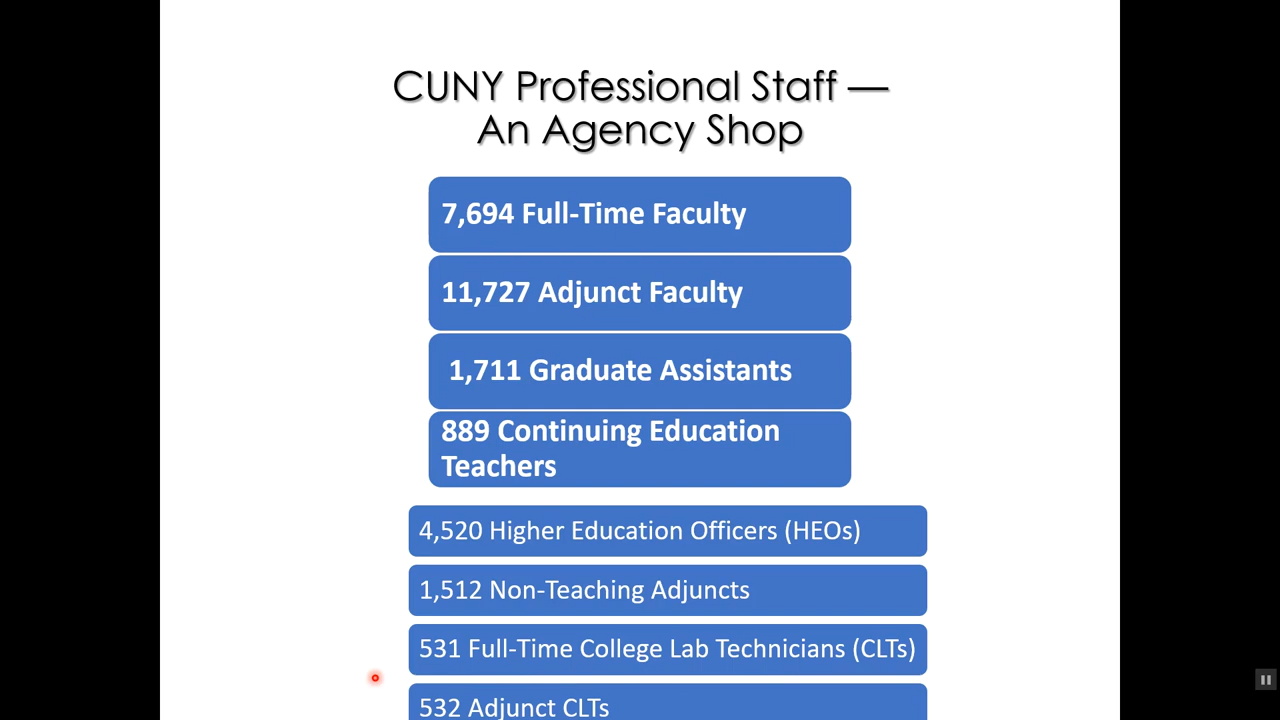 CUNY Professional Staff —
An Agency Shop
7,694 Full-Time Faculty
11,727 Adjunct Faculty
1,711 Graduate Assistants
889 Continuing Education
Teachers
4,520 Higher Education Officers (HEOs)
1,512 Non-Teaching Adjuncts
531 Full-Time College Lab Technicians (CLTs)
532 Adjunct CLTs